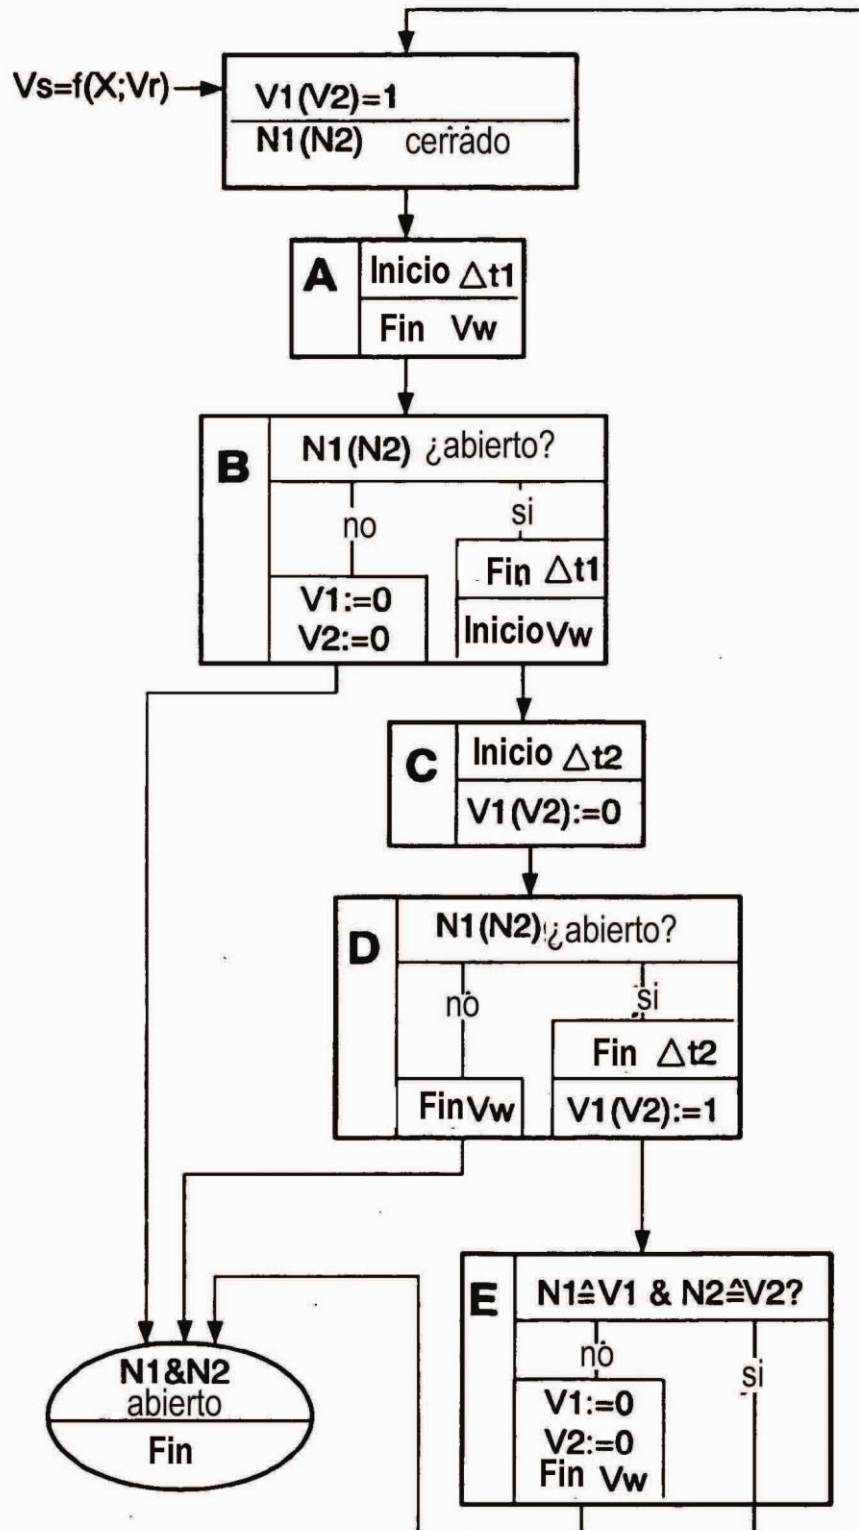 Vs=f(X;Vr)
V1(V2)=1
N1(N2) cerrado
A
Inicio △t1
Fin Vw
B
N1(N2) ¿abierto?
no
si
V1:=0
V2:=0
Fin △t1
Inicio Vw
C
Inicio △t2
V1(V2):=0
D
N1(N2) ¿abierto?
no
si
Fin Vw
Fin △t2
V1(V2):=1
E
N1≙V1 & N2≙V2?
no
si
V1:=0
V2:=0
Fin Vw
N1&N2
abierto
Fin